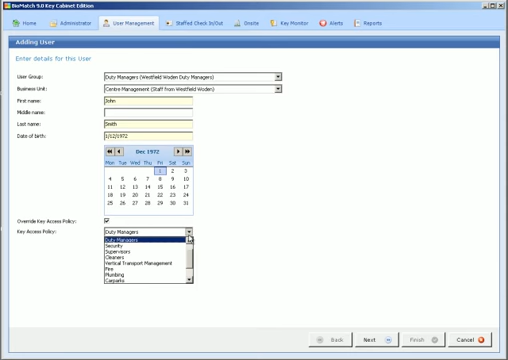 BioMatch 9.0 Key Cabinet Edition
Home Administrator User Management Staffed Check In/Out Onsite Key Monitor Alerts Reports
Adding User
Enter details for this User
User Group: Duty Managers (Westfield Woden Duty Managers)
Business Unit: Centre Management (Staff from Westfield Woden)
First name: John
Middle name:
Last name: Smith
Date of birth: 1/12/1972
Dec 1972
Mon Tue Wed Thu Fri Sat Sun
1 2 3
4 5 6 7 8 9 10
11 12 13 14 15 16 17
18 19 20 21 22 23 24
25 26 27 28 29 30 31
Override Key Access Policy:
Key Access Policy: Duty Managers
Duty Managers
Security
Supervisors
Cleaners
Vertical Transport Management
Fire
Plumbing
Carparks
Back Next Finish Cancel